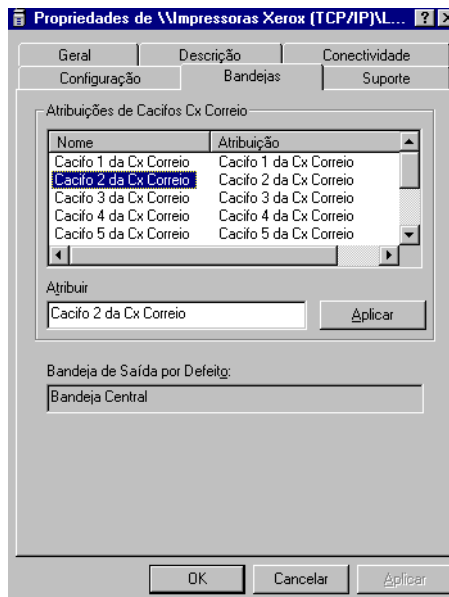 Propriedades de \\Impressoras Xerox (TCP/IP)\L...
Geral Descrição Conectividade
Configuração Bandejas Suporte
Atribuições de Cacifos Cx Correio
Nome Atribuição
Cacifo 1 da Cx Correio Cacifo 1 da Cx Correio
Cacifo 2 da Cx Correio Cacifo 2 da Cx Correio
Cacifo 3 da Cx Correio Cacifo 3 da Cx Correio
Cacifo 4 da Cx Correio Cacifo 4 da Cx Correio
Cacifo 5 da Cx Correio Cacifo 5 da Cx Correio
Atribuir
Cacifo 2 da Cx Correio Aplicar
Bandeja de Saída por Defeito:
Bandeja Central
OK Cancelar Aplicar